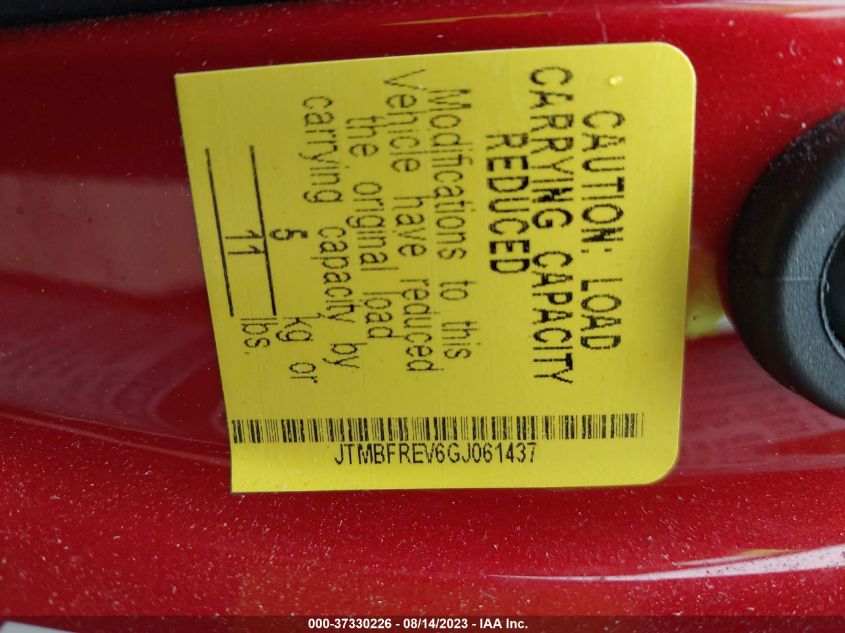 CAUTION: LOAD
CARRYING CAPACITY
REDUCED
Modifications to this
vehicle have reduced
the original load
carrying capacity by
5 kg or
11 lbs.
JTMBFREV6GJ061437
000-37330226 - 08/14/2023 - IAA Inc.